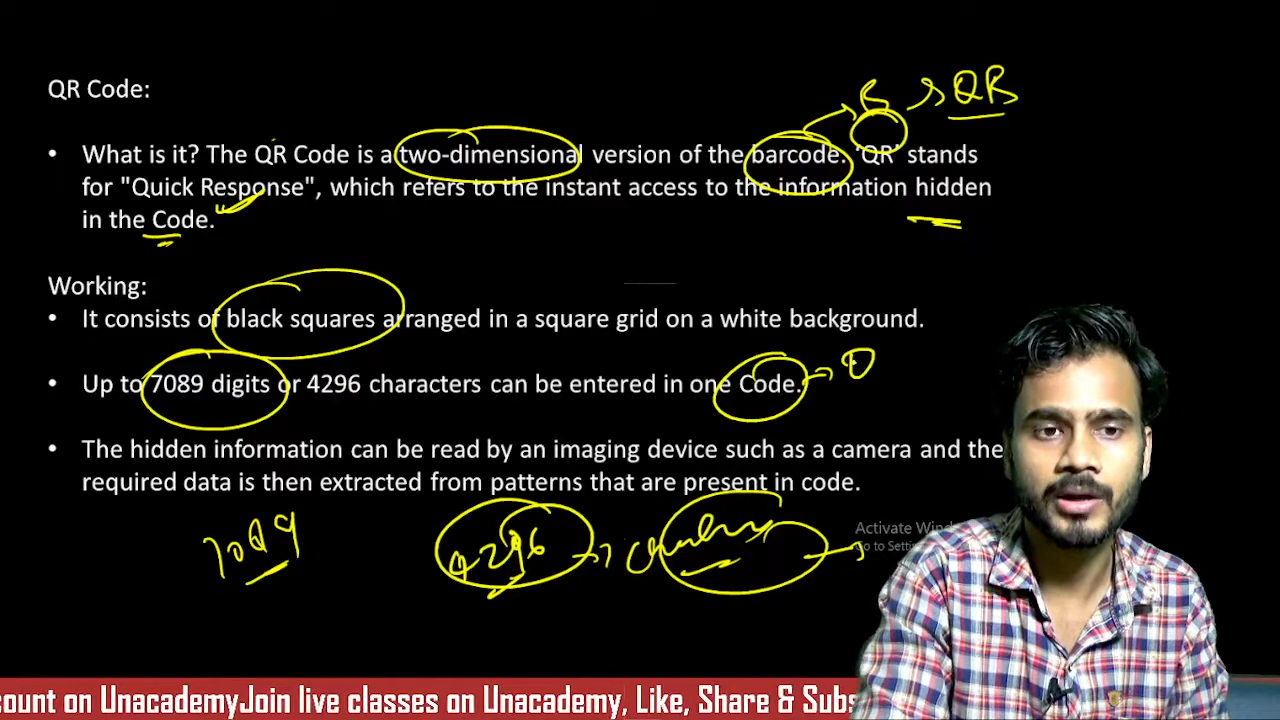 QR Code:
B QR
• What is it? The QR Code is a two-dimensional version of the barcode. ‘QR’ stands
for "Quick Response", which refers to the instant access to the information hidden
in the Code.
Working:
• It consists of black squares arranged in a square grid on a white background.
• Up to 7089 digits or 4296 characters can be entered in one Code.
• The hidden information can be read by an imaging device such as a camera and the
required data is then extracted from patterns that are present in code.
7089 4296
Activate Wind
Go to Setti
count on UnacademyJoin live classes on Unacademy, Like, Share & Subs